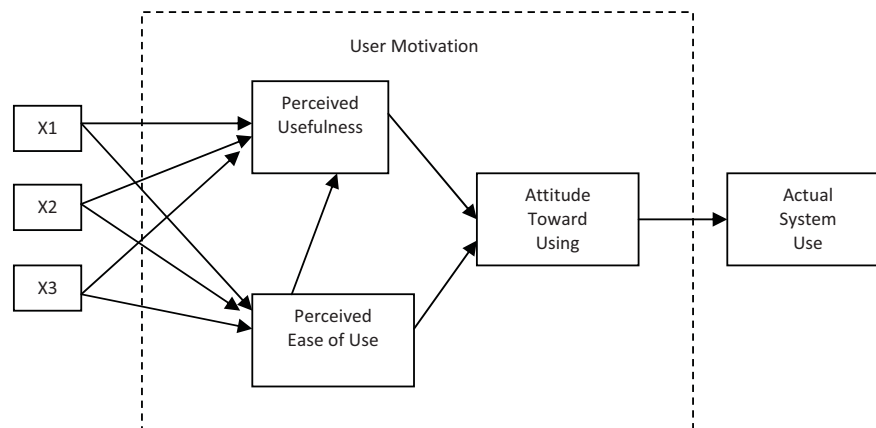 User Motivation
X1
X2
X3
Perceived
Usefulness
Perceived
Ease of Use
Attitude
Toward
Using
Actual
System
Use